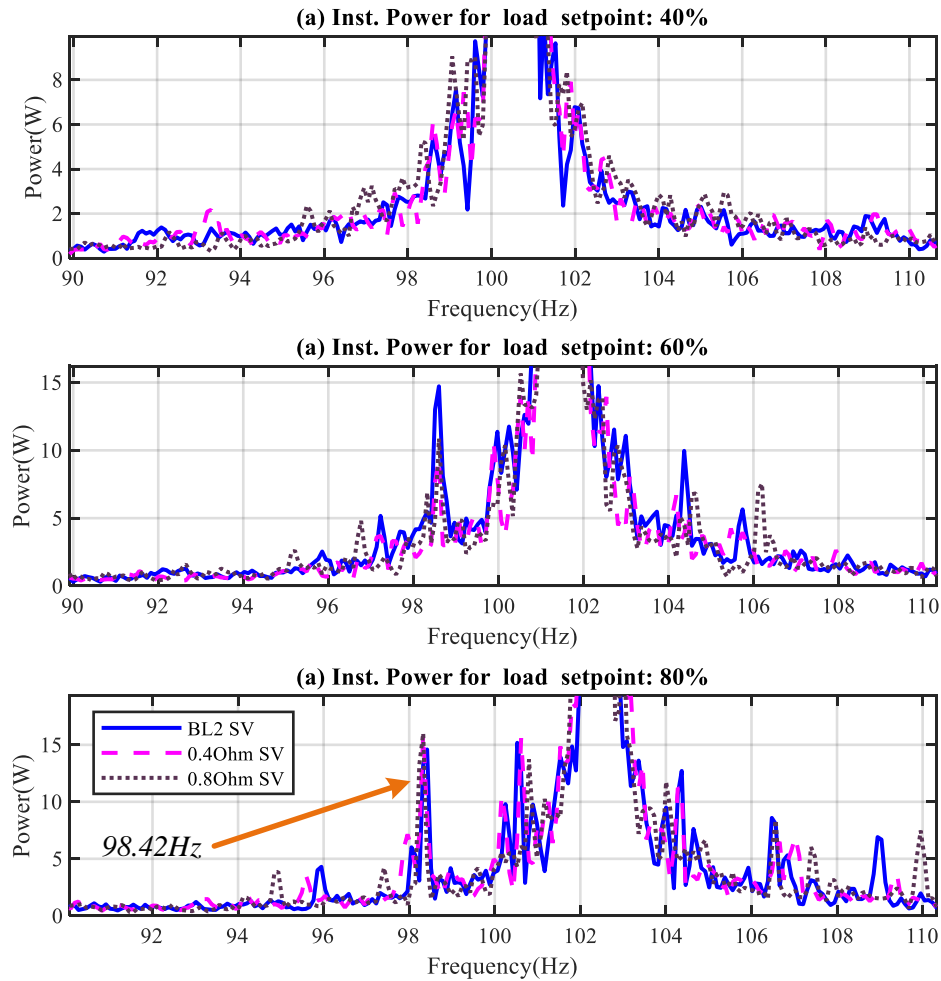 (a) Inst. Power for load setpoint: 40%
8
6
4
2
0
Power(W)
90 92 94 96 98 100 102 104 106 108 110
Frequency(Hz)
(a) Inst. Power for load setpoint: 60%
15
10
5
0
Power(W)
90 92 94 96 98 100 102 104 106 108 110
Frequency(Hz)
(a) Inst. Power for load setpoint: 80%
15
10
5
0
Power(W)
BL2 SV
0.4Ohm SV
0.8Ohm SV
98.42Hz
92 94 96 98 100 102 104 106 108 110
Frequency(Hz)